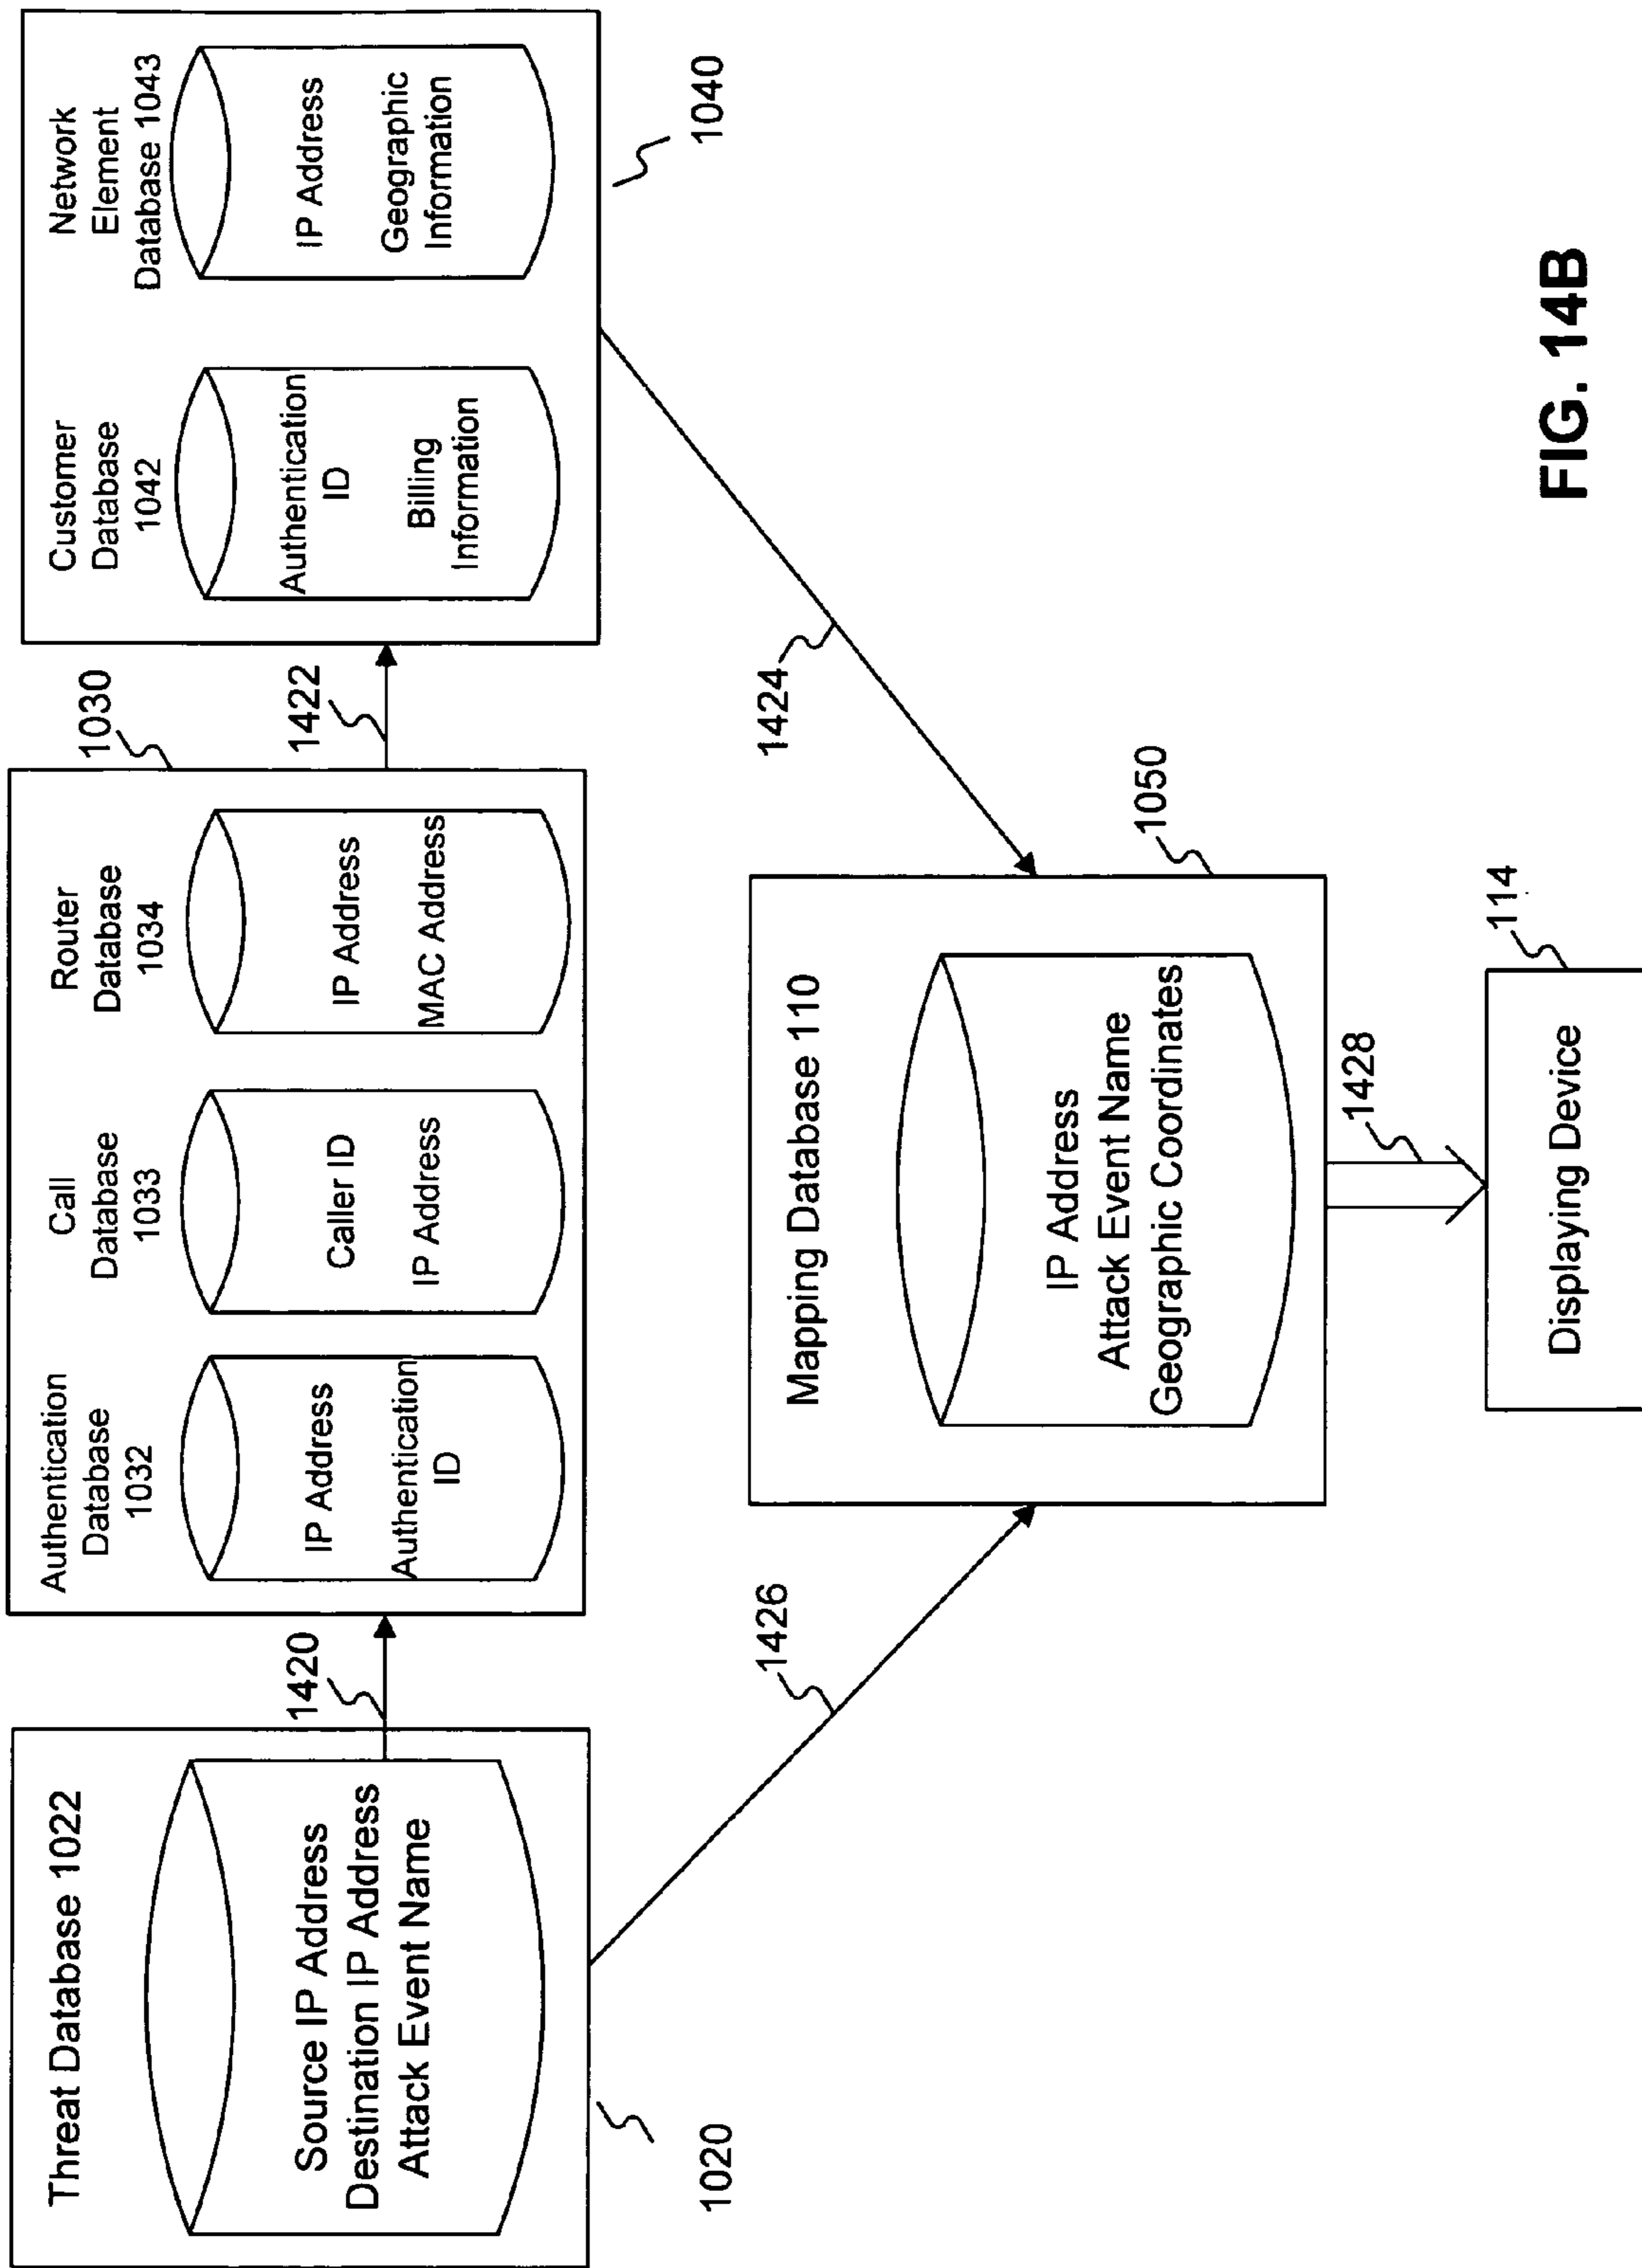 Threat Database 1022
Source IP Address
Destination IP Address
Attack Event Name
1020
1420
Authentication
Database
1032
IP Address
Authentication
ID
Call
Database
1033
Caller ID
IP Address
Router
Database
1034
IP Address
MAC Address
1030
1422
Customer
Database
1042
Authentication
ID
Billing
Information
Network
Element
Database 1043
IP Address
Geographic
Information
1040
1426
1424
Mapping Database 110
IP Address
Attack Event Name
Geographic Coordinates
1050
1428
Displaying Device
114
FIG. 14B